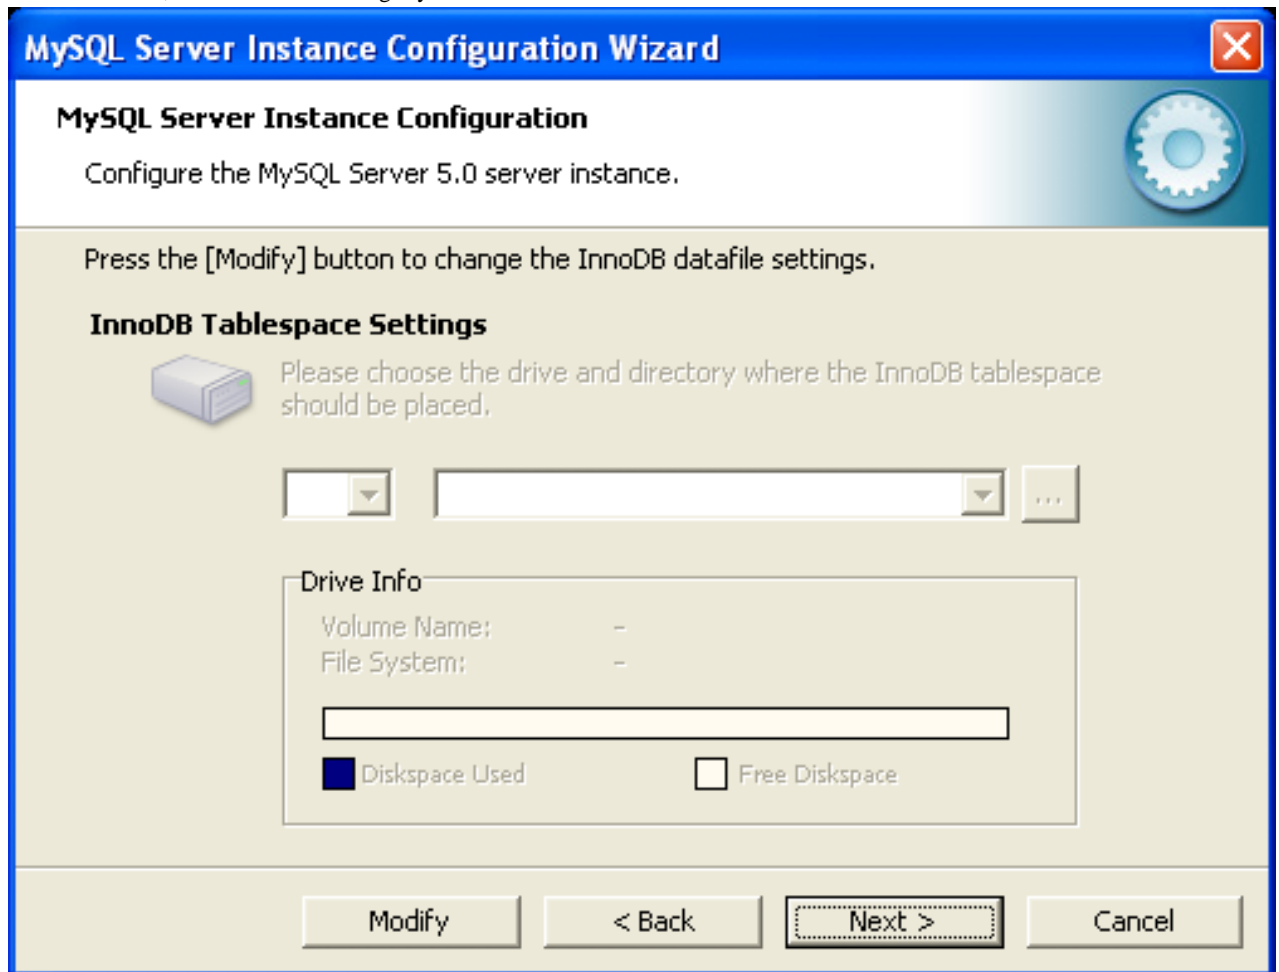 MySQL Server Instance Configuration Wizard
MySQL Server Instance Configuration
Configure the MySQL Server 5.0 server instance.
Press the [Modify] button to change the InnoDB datafile settings.
InnoDB Tablespace Settings
Please choose the drive and directory where the InnoDB tablespace
should be placed.
...
Drive Info
Volume Name: -
File System: -
Diskspace Used Free Diskspace
Modify < Back Next > Cancel